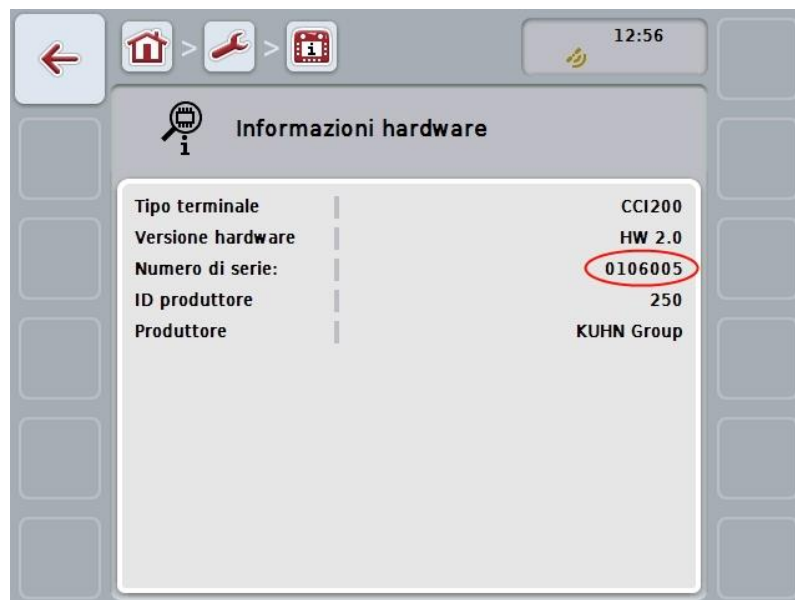 12:56
Informazioni hardware
Tipo terminale CCI200
Versione hardware HW 2.0
Numero di serie: 0106005
ID produttore 250
Produttore KUHN Group